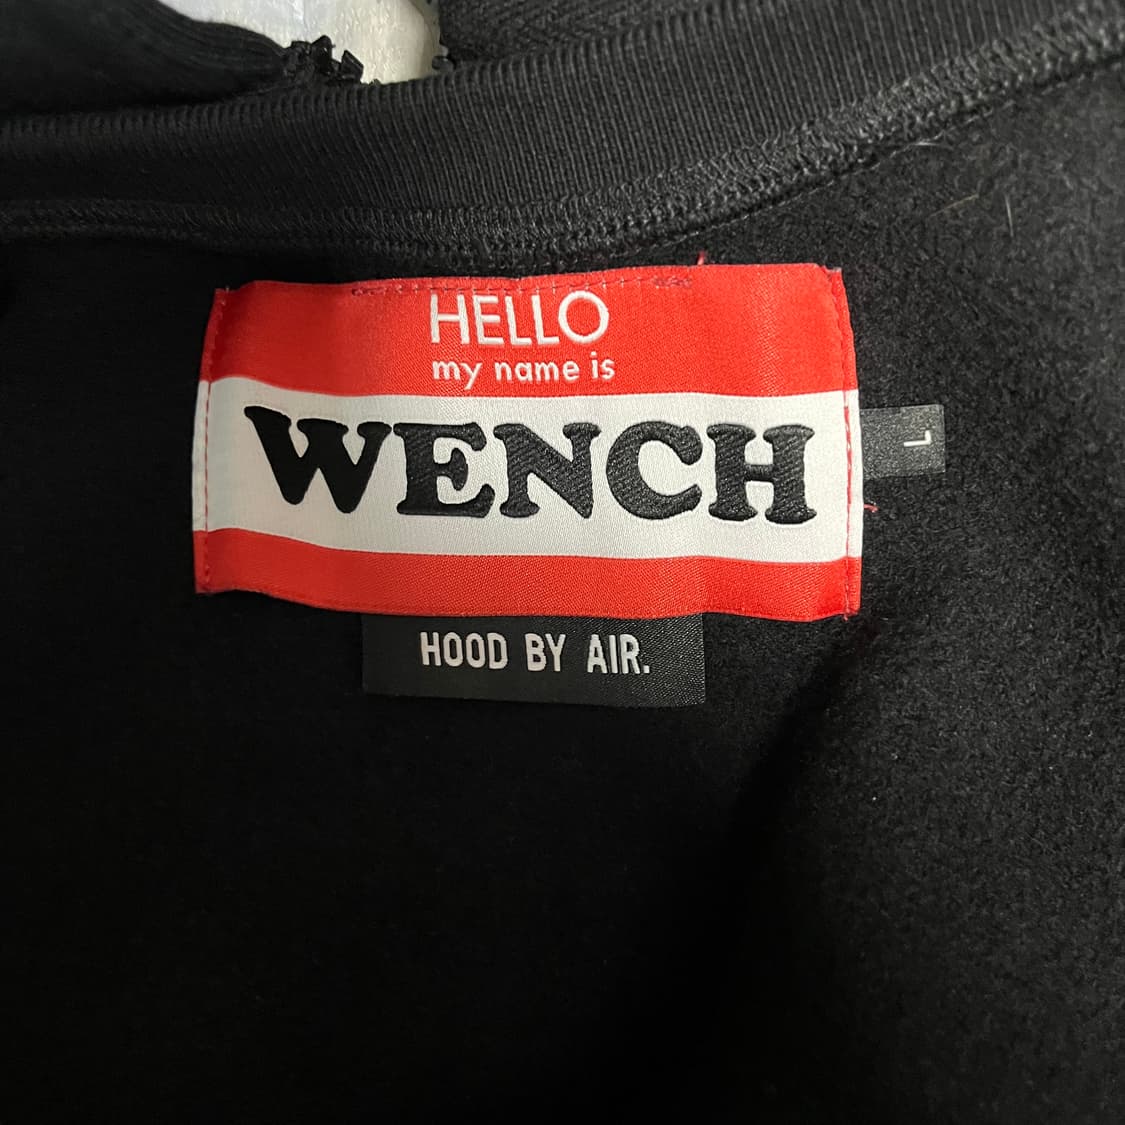 HELLO
my name is
WENCH
L
HOOD BY AIR.